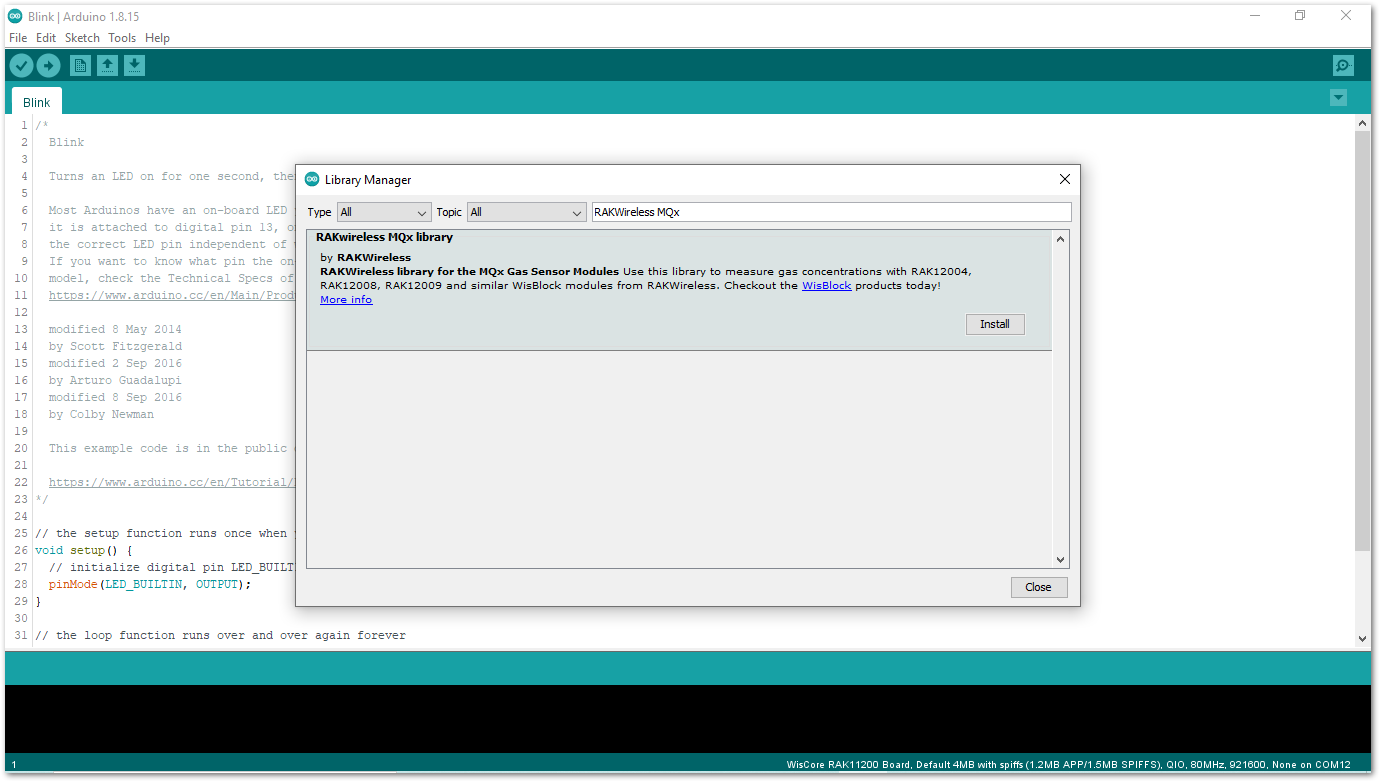 Blink | Arduino 1.8.15
File Edit Sketch Tools Help
Blink
1 /*
2 Blink
3
4 Turns an LED on for one second, the
5
6 Most Arduinos have an on-board LED
7 it is attached to digital pin 13, o
8 the correct LED pin independent of
9 If you want to know what pin the on
10 model, check the Technical Specs of
11 https://www.arduino.cc/en/Main/Prod
12
13 modified 8 May 2014
14 by Scott Fitzgerald
15 modified 2 Sep 2016
16 by Arturo Guadalupi
17 modified 8 Sep 2016
18 by Colby Newman
19
20 This example code is in the public
21
22 https://www.arduino.cc/en/Tutorial/
23 */
24
25 // the setup function runs once when
26 void setup() {
27 // initialize digital pin LED_BUILT
28 pinMode(LED_BUILTIN, OUTPUT);
29 }
30
31 // the loop function runs over and over again forever
Library Manager
Type All Topic All RAKWireless MQx
RAKwireless MQx library
by RAKWireless
RAKWireless library for the MQx Gas Sensor Modules Use this library to measure gas concentrations with RAK12004,
RAK12008, RAK12009 and similar WisBlock modules from RAKWireless. Checkout the WisBlock products today!
More info
Install
Close
1 WisCore RAK11200 Board, Default 4MB with spiffs (1.2MB APP/1.5MB SPIFFS), QIO, 80MHz, 921600, None on COM12